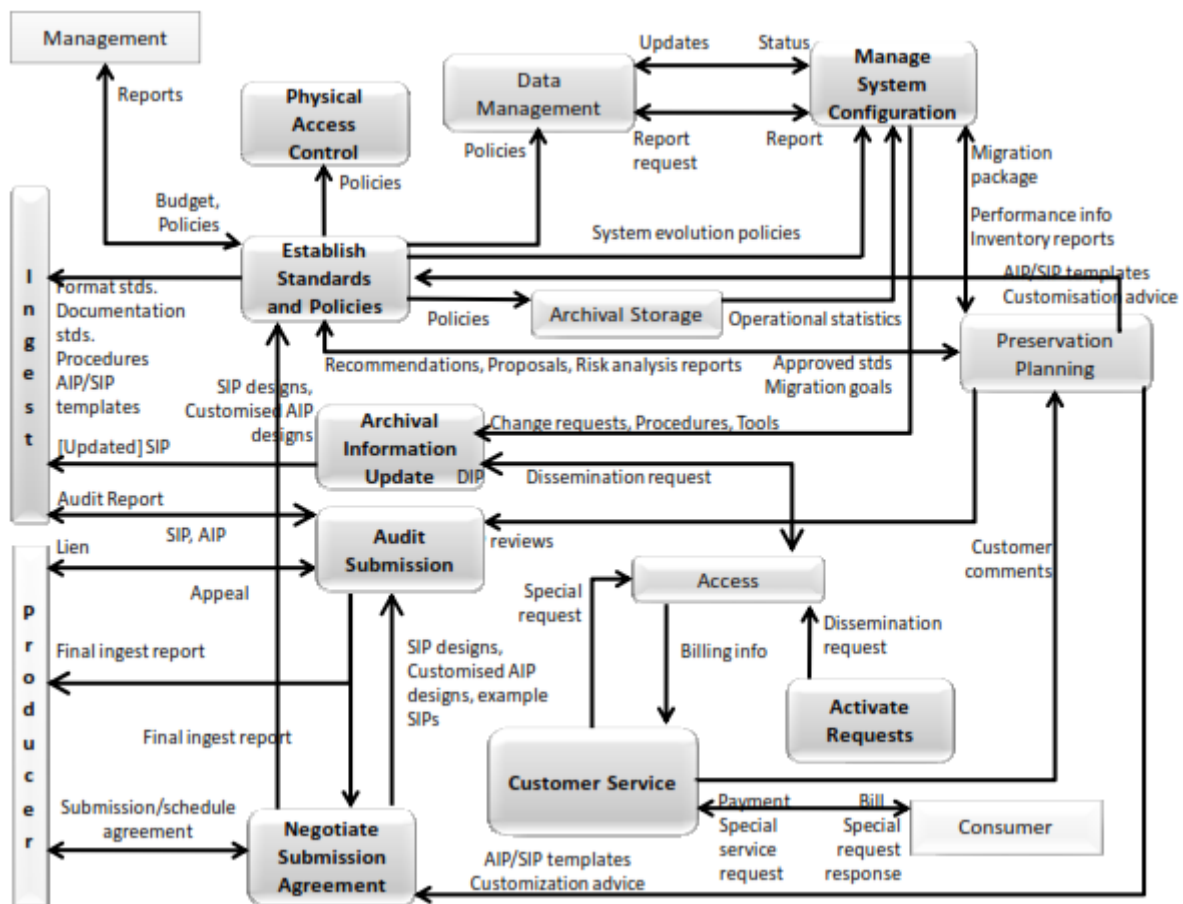 Management
Reports
Budget,
Policies
Physical
Access
Control
Policies
Data
Management
Policies
Updates
Status
Report
request
Report
Manage
System
Configuration
Migration
package
Performance info
Inventory reports
Establish
Standards
and Policies
System evolution policies
AIP/SIP templates
Customisation advice
Ingest
Format stds.
Documentation
stds.
Procedures
AIP/SIP
templates
Policies
Archival Storage
Operational statistics
Preservation
Planning
Recommendations, Proposals, Risk analysis reports
Approved stds
Migration goals
SIP designs,
Customised AIP
designs
Archival
Information
Update
Change requests, Procedures, Tools
[Updated] SIP
DIP
Dissemination request
Audit Report
SIP, AIP
Audit
Submission
reviews
Customer
comments
Producer
Lien
Appeal
Special
request
Access
Final ingest report
SIP designs,
Customised AIP
designs, example
SIPs
Billing info
Dissemination
request
Activate
Requests
Final ingest report
Customer Service
Submission/schedule
agreement
Negotiate
Submission
Agreement
Payment
Special
service
request
Bill
Special
request
response
Consumer
AIP/SIP templates
Customization advice